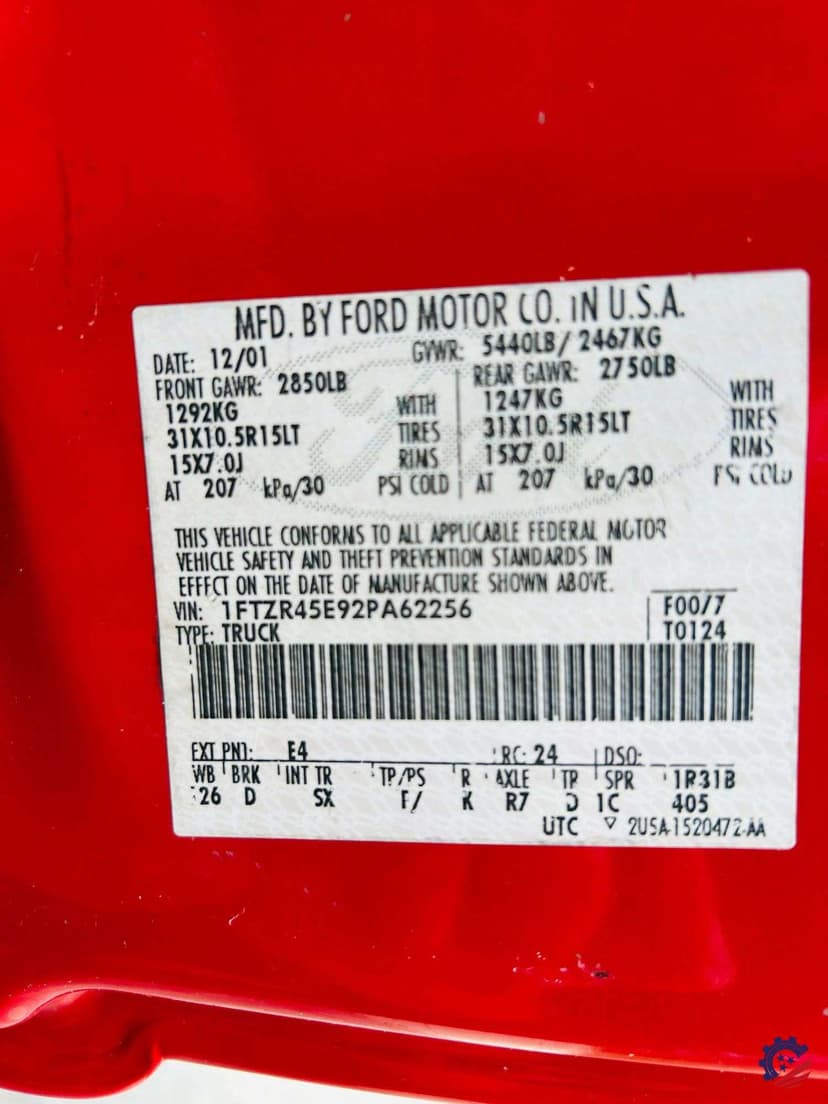 MFD. BY FORD MOTOR CO. IN U.S.A.
DATE: 12/01 GVWR: 5440LB/ 2467KG
FRONT GAWR: 2850LB REAR GAWR: 2750LB
1292KG WITH 1247KG WITH
31X10.5R15LT TIRES 31X10.5R15LT TIRES
15X7.0J RIMS 15X7.0J RIMS
AT 207 kPa/30 PSI COLD AT 207 kPa/30 PSI COLD
THIS VEHICLE CONFORMS TO ALL APPLICABLE FEDERAL MOTOR
VEHICLE SAFETY AND THEFT PREVENTION STANDARDS IN
EFFECT ON THE DATE OF MANUFACTURE SHOWN ABOVE.
VIN: 1FTZR45E92PA62256 F00/7
TYPE: TRUCK T0124
EXT PNT: E4 RC: 24 DSO:
WB BRK INT TR TP/PS R AXLE TR SPR 1R31B
26 D SX F/ K R7 D 1C 405
UTC ▽ 2U5A-1520472-AA